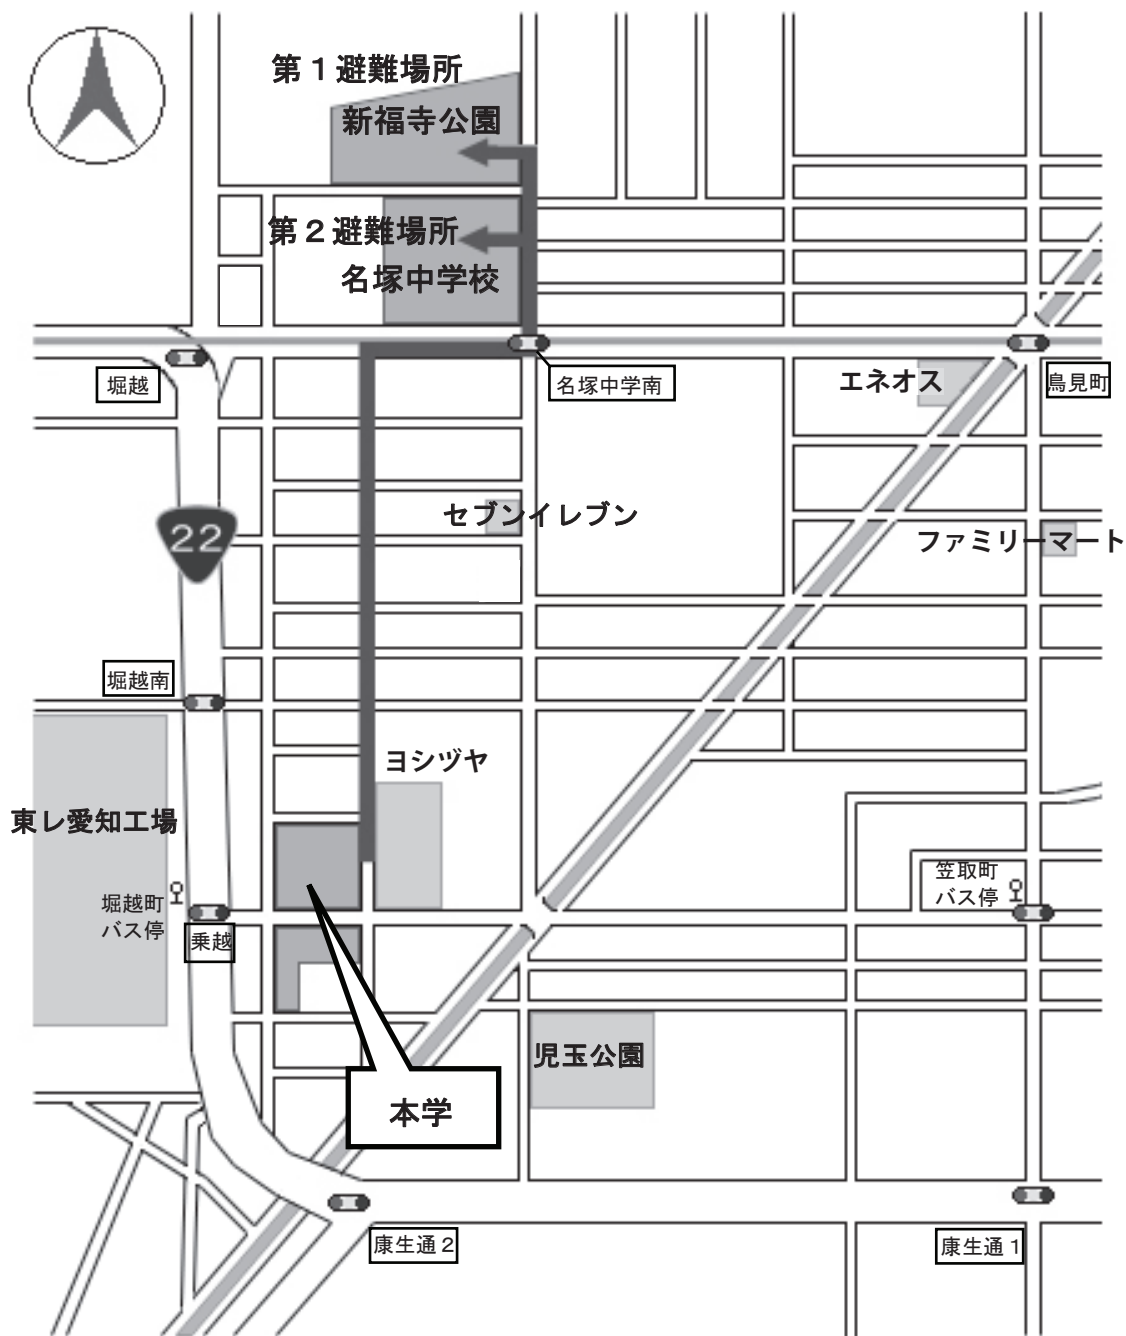 第１避難場所
新福寺公園
第２避難場所
名塚中学校
堀越
名塚中学南
エネオス
鳥見町
22
セブンイレブン
ファミリーマート
堀越南
ヨシヅヤ
東レ愛知工場
堀越町
バス停
笠取町
バス停
乗越
児玉公園
本学
康生通２
康生通１